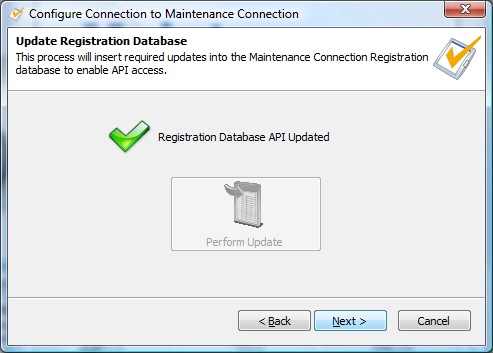 Configure Connection to Maintenance Connection
Update Registration Database
This process will insert required updates into the Maintenance Connection Registration
database to enable API access.
Registration Database API Updated
Perform Update
< Back
Next >
Cancel